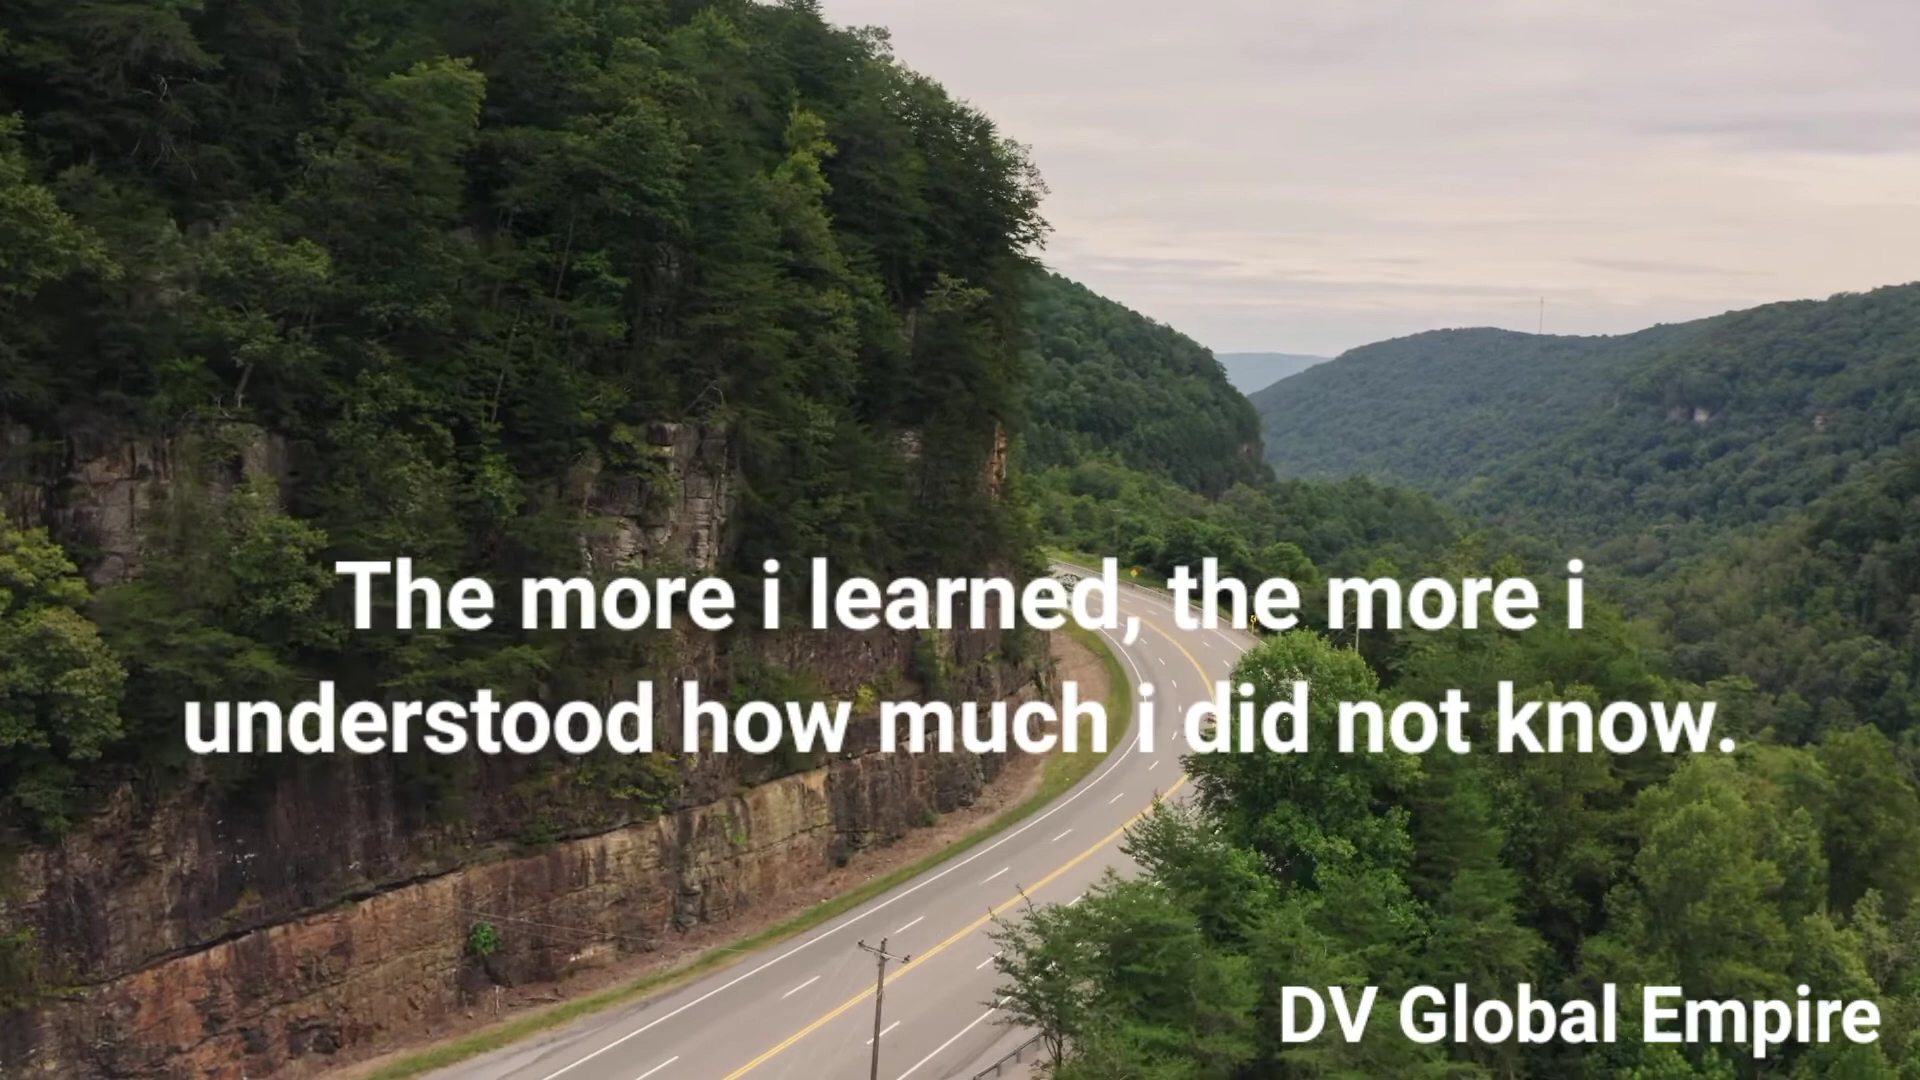 The more i learned, the more i
understood how much i did not know.
DV Global Empire